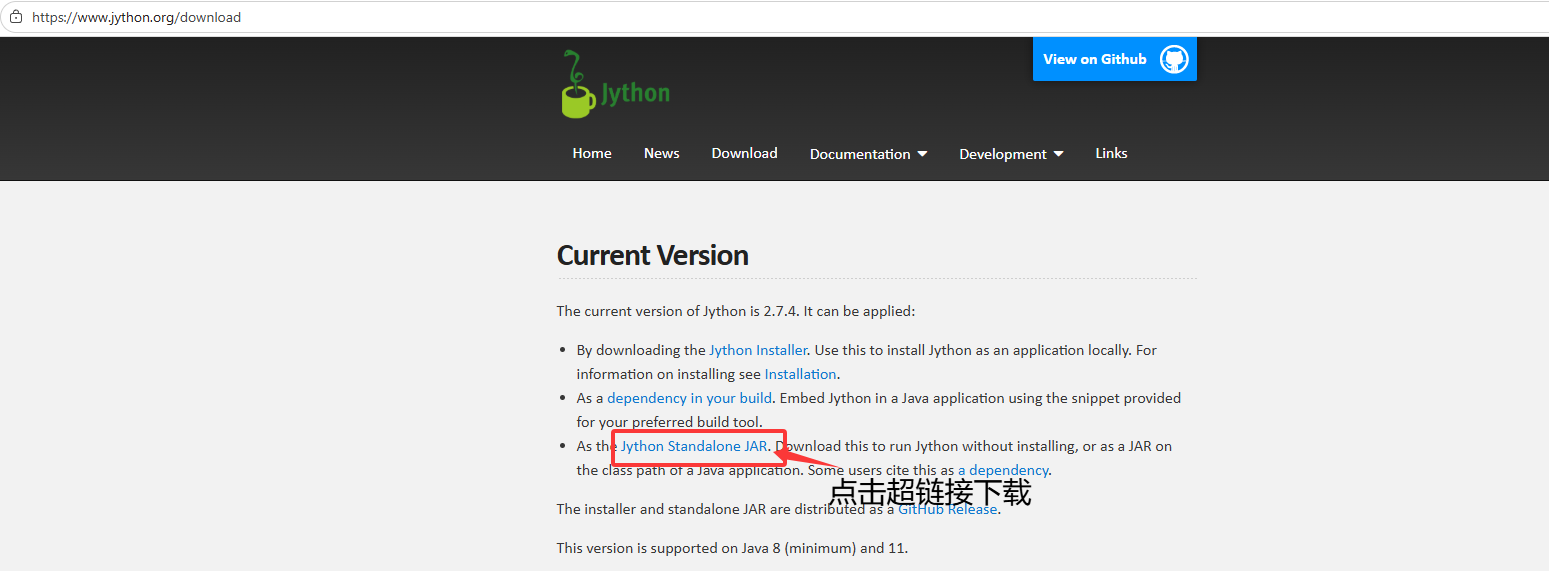 https://www.jython.org/download
View on Github
Jython
Home News Download Documentation Development Links
Current Version
The current version of Jython is 2.7.4. It can be applied:
By downloading the Jython Installer. Use this to install Jython as an application locally. For
information on installing see Installation.
As a dependency in your build. Embed Jython in a Java application using the snippet provided
for your preferred build tool.
As the Jython Standalone JAR. Download this to run Jython without installing, or as a JAR on
the class path of a Java application. Some users cite this as a dependency.
点击超链接下载
The installer and standalone JAR are distributed as a GitHub Release.
This version is supported on Java 8 (minimum) and 11.